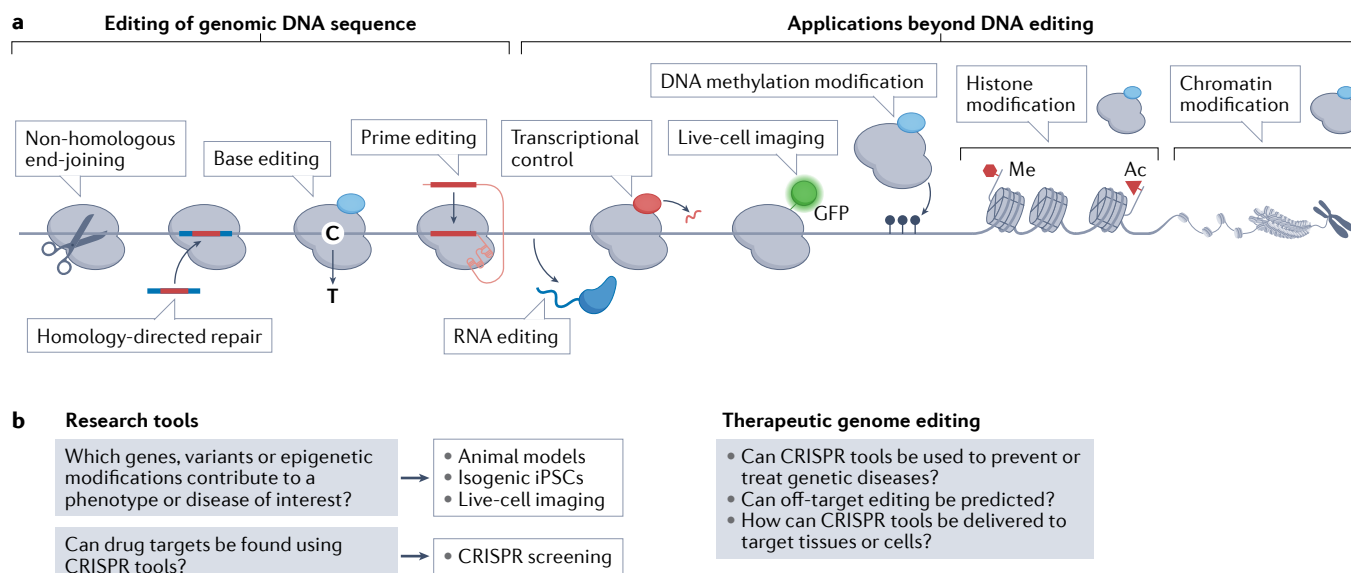 a
Editing of genomic DNA sequence
Applications beyond DNA editing
Non-homologous
end-joining
Base editing
Prime editing
Transcriptional
control
Live-cell imaging
DNA methylation modification
Histone
modification
Chromatin
modification
Me
Ac
GFP
C
T
Homology-directed repair
RNA editing
b
Research tools
Which genes, variants or epigenetic
modifications contribute to
a phenotype or disease of interest?
• Animal models
• Isogenic iPSCs
• Live-cell imaging
Can drug targets be found using
CRISPR tools?
• CRISPR screening
Therapeutic genome editing
• Can CRISPR tools be used to prevent or
treat genetic diseases?
• Can off-target editing be predicted?
• How can CRISPR tools be delivered to
target tissues or cells?